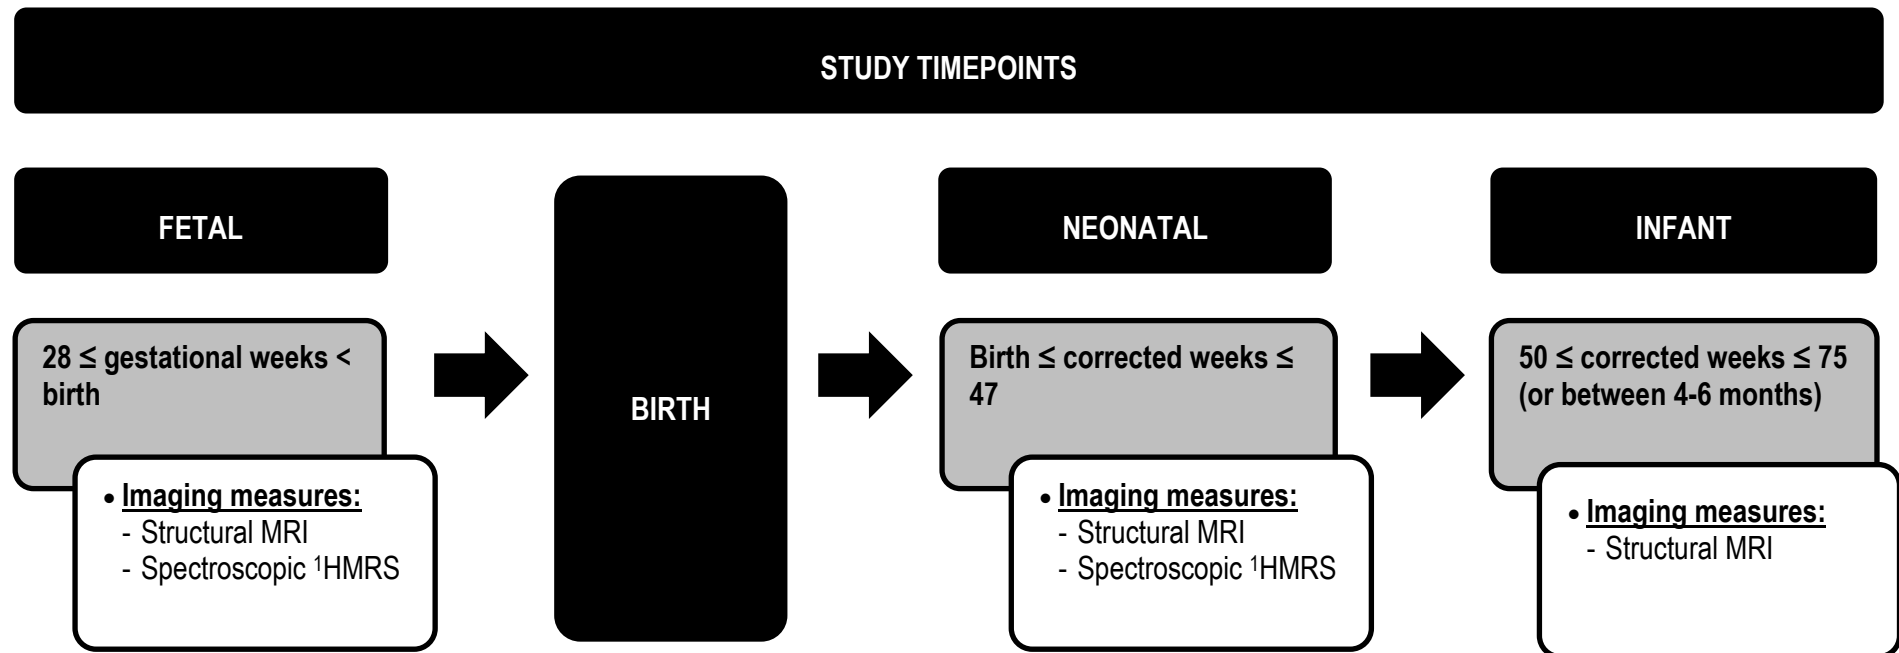 STUDY TIMEPOINTS
FETAL
28 ≤ gestational weeks <
birth
• Imaging measures:
- Structural MRI
- Spectroscopic ¹HMRS
BIRTH
NEONATAL
Birth ≤ corrected weeks ≤
47
• Imaging measures:
- Structural MRI
- Spectroscopic ¹HMRS
INFANT
50 ≤ corrected weeks ≤ 75
(or between 4-6 months)
• Imaging measures:
- Structural MRI